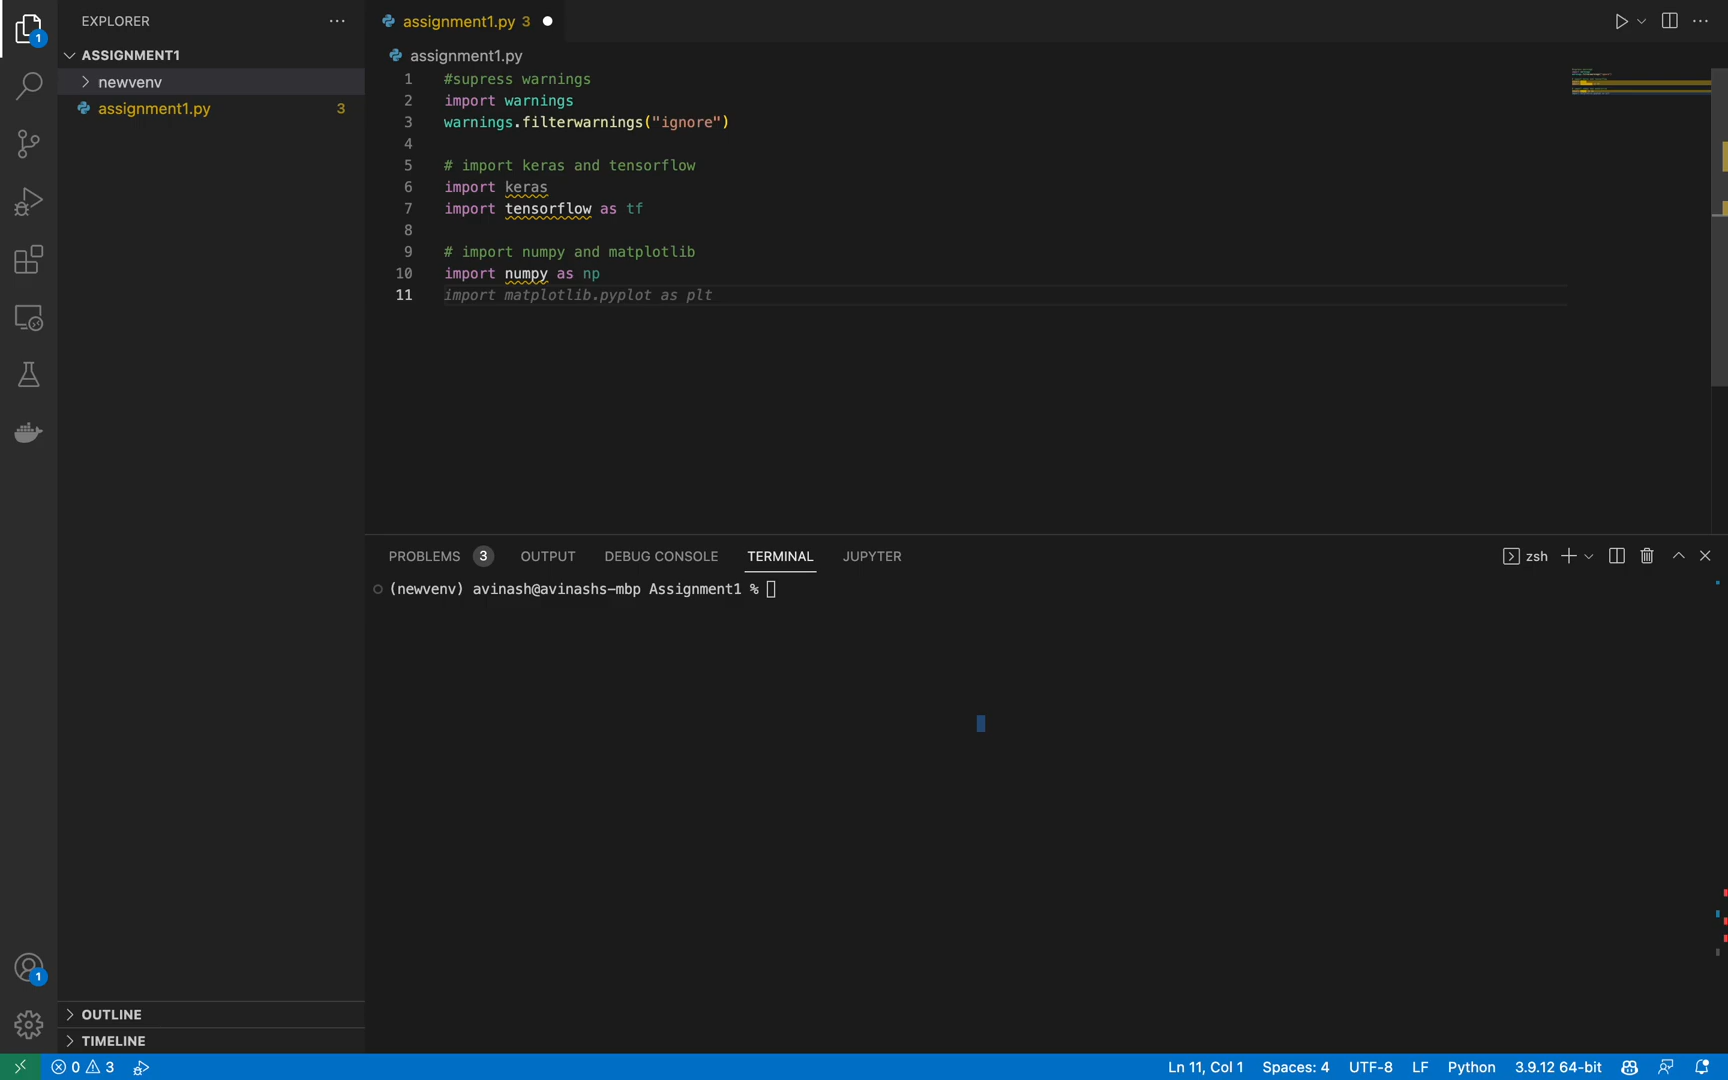 EXPLORER
ASSIGNMENT1
newvenv
assignment1.py 3
OUTLINE
TIMELINE
1
1
assignment1.py 3
assignment1.py
1 #supress warnings
2 import warnings
3 warnings.filterwarnings("ignore")
4
5 # import keras and tensorflow
6 import keras
7 import tensorflow as tf
8
9 # import numpy and matplotlib
10 import numpy as np
11 import matplotlib.pyplot as plt
PROBLEMS 3 OUTPUT DEBUG CONSOLE TERMINAL JUPYTER zsh
(newvenv) avinash@avinashs-mbp Assignment1 %
0 3 Ln 11, Col 1 Spaces: 4 UTF-8 LF Python 3.9.12 64-bit